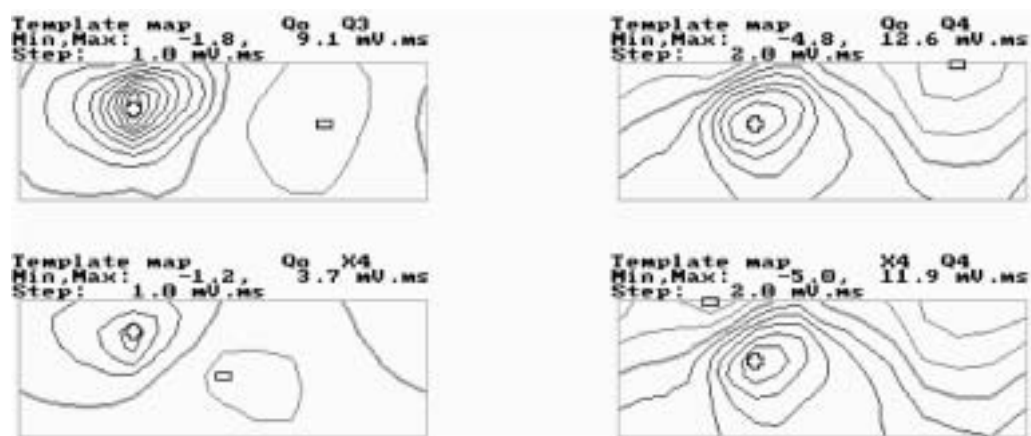 Template map Qo Q3
Min,Max: -1.8, 9.1 mV.ms
Step: 1.0 mV.ms
Template map Qo Q4
Min,Max: -4.8, 12.6 mV.ms
Step: 2.0 mV.ms
Template map Qo X4
Min,Max: -1.2, 3.7 mV.ms
Step: 1.0 mV.ms
Template map X4 Q4
Min,Max: -5.0, 11.9 mV.ms
Step: 2.0 mV.ms